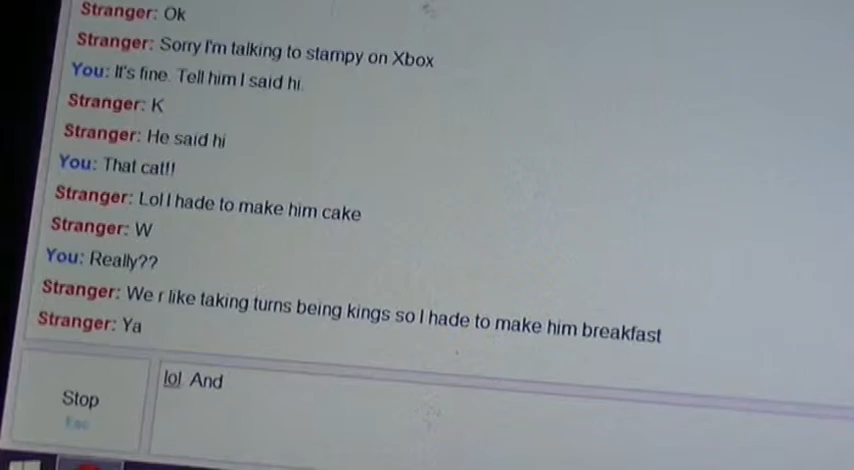 Stranger: Ok
Stranger: Sorry I'm talking to stampy on Xbox
You: It's fine. Tell him I said hi.
Stranger: K
Stranger: He said hi
You: That cat!!
Stranger: Lol I hade to make him cake
Stranger: W
You: Really??
Stranger: We r like taking turns being kings so I hade to make him breakfast
Stranger: Ya
lol And
Stop
Esc